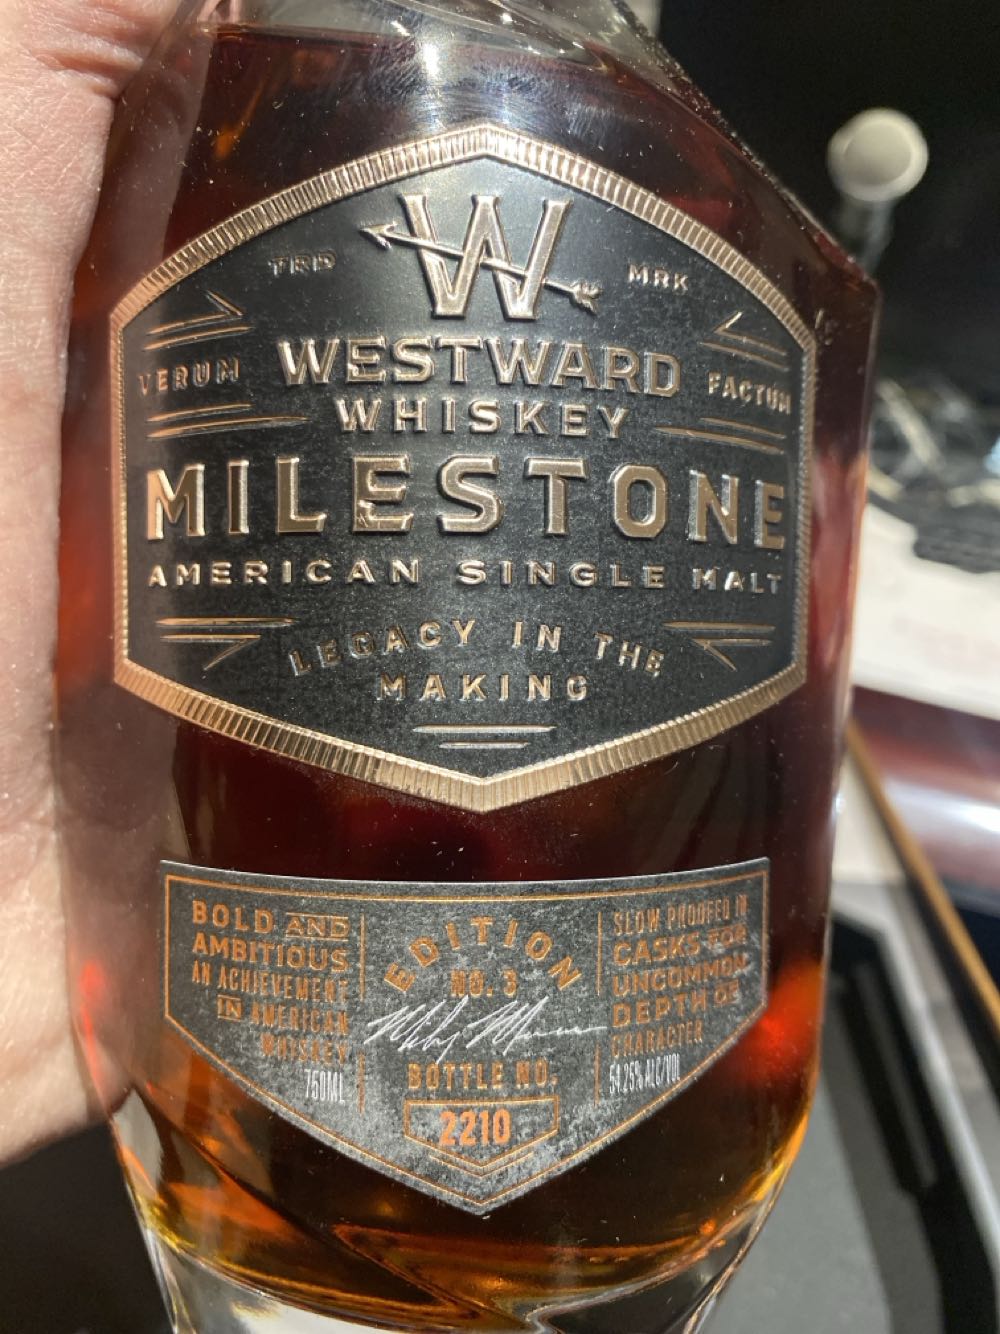 W
TRD MRK
VERUM FACTUM
WESTWARD
WHISKEY
MILESTONE
AMERICAN SINGLE MALT
LEGACY IN THE
MAKING
BOLD AND
AMBITIOUS
AN ACHIEVEMENT
IN AMERICAN
WHISKEY
750ML
EDITION
NO. 3
BOTTLE NO.
2210
SLOW PROOFED IN
CASKS FOR
UNCOMMON
DEPTH OF
CHARACTER
54.25% ALC/VOL